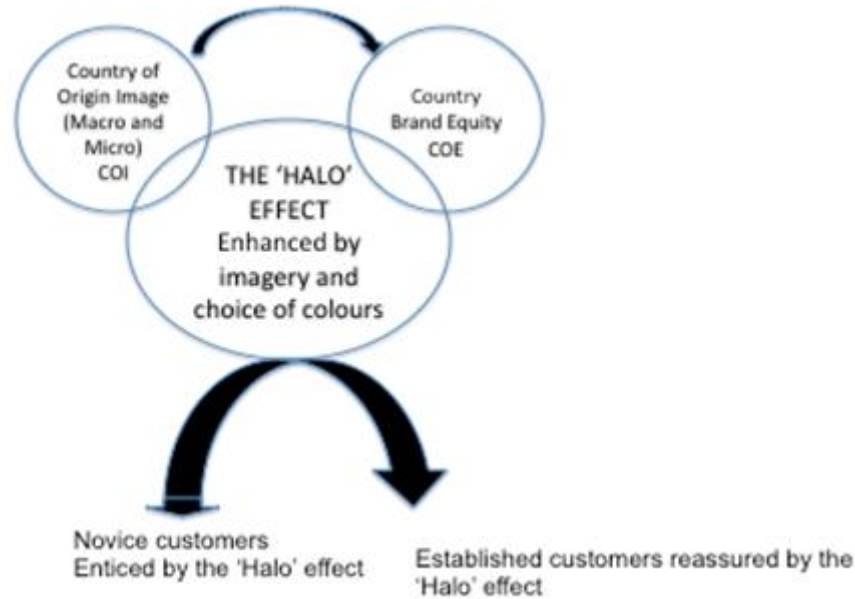 Country of
Origin Image
(Macro and
Micro)
COI
Country
Brand Equity
COE
THE 'HALO'
EFFECT
Enhanced by
imagery and
choice of colours
Novice customers
Enticed by the 'Halo' effect
Established customers reassured by the
'Halo' effect